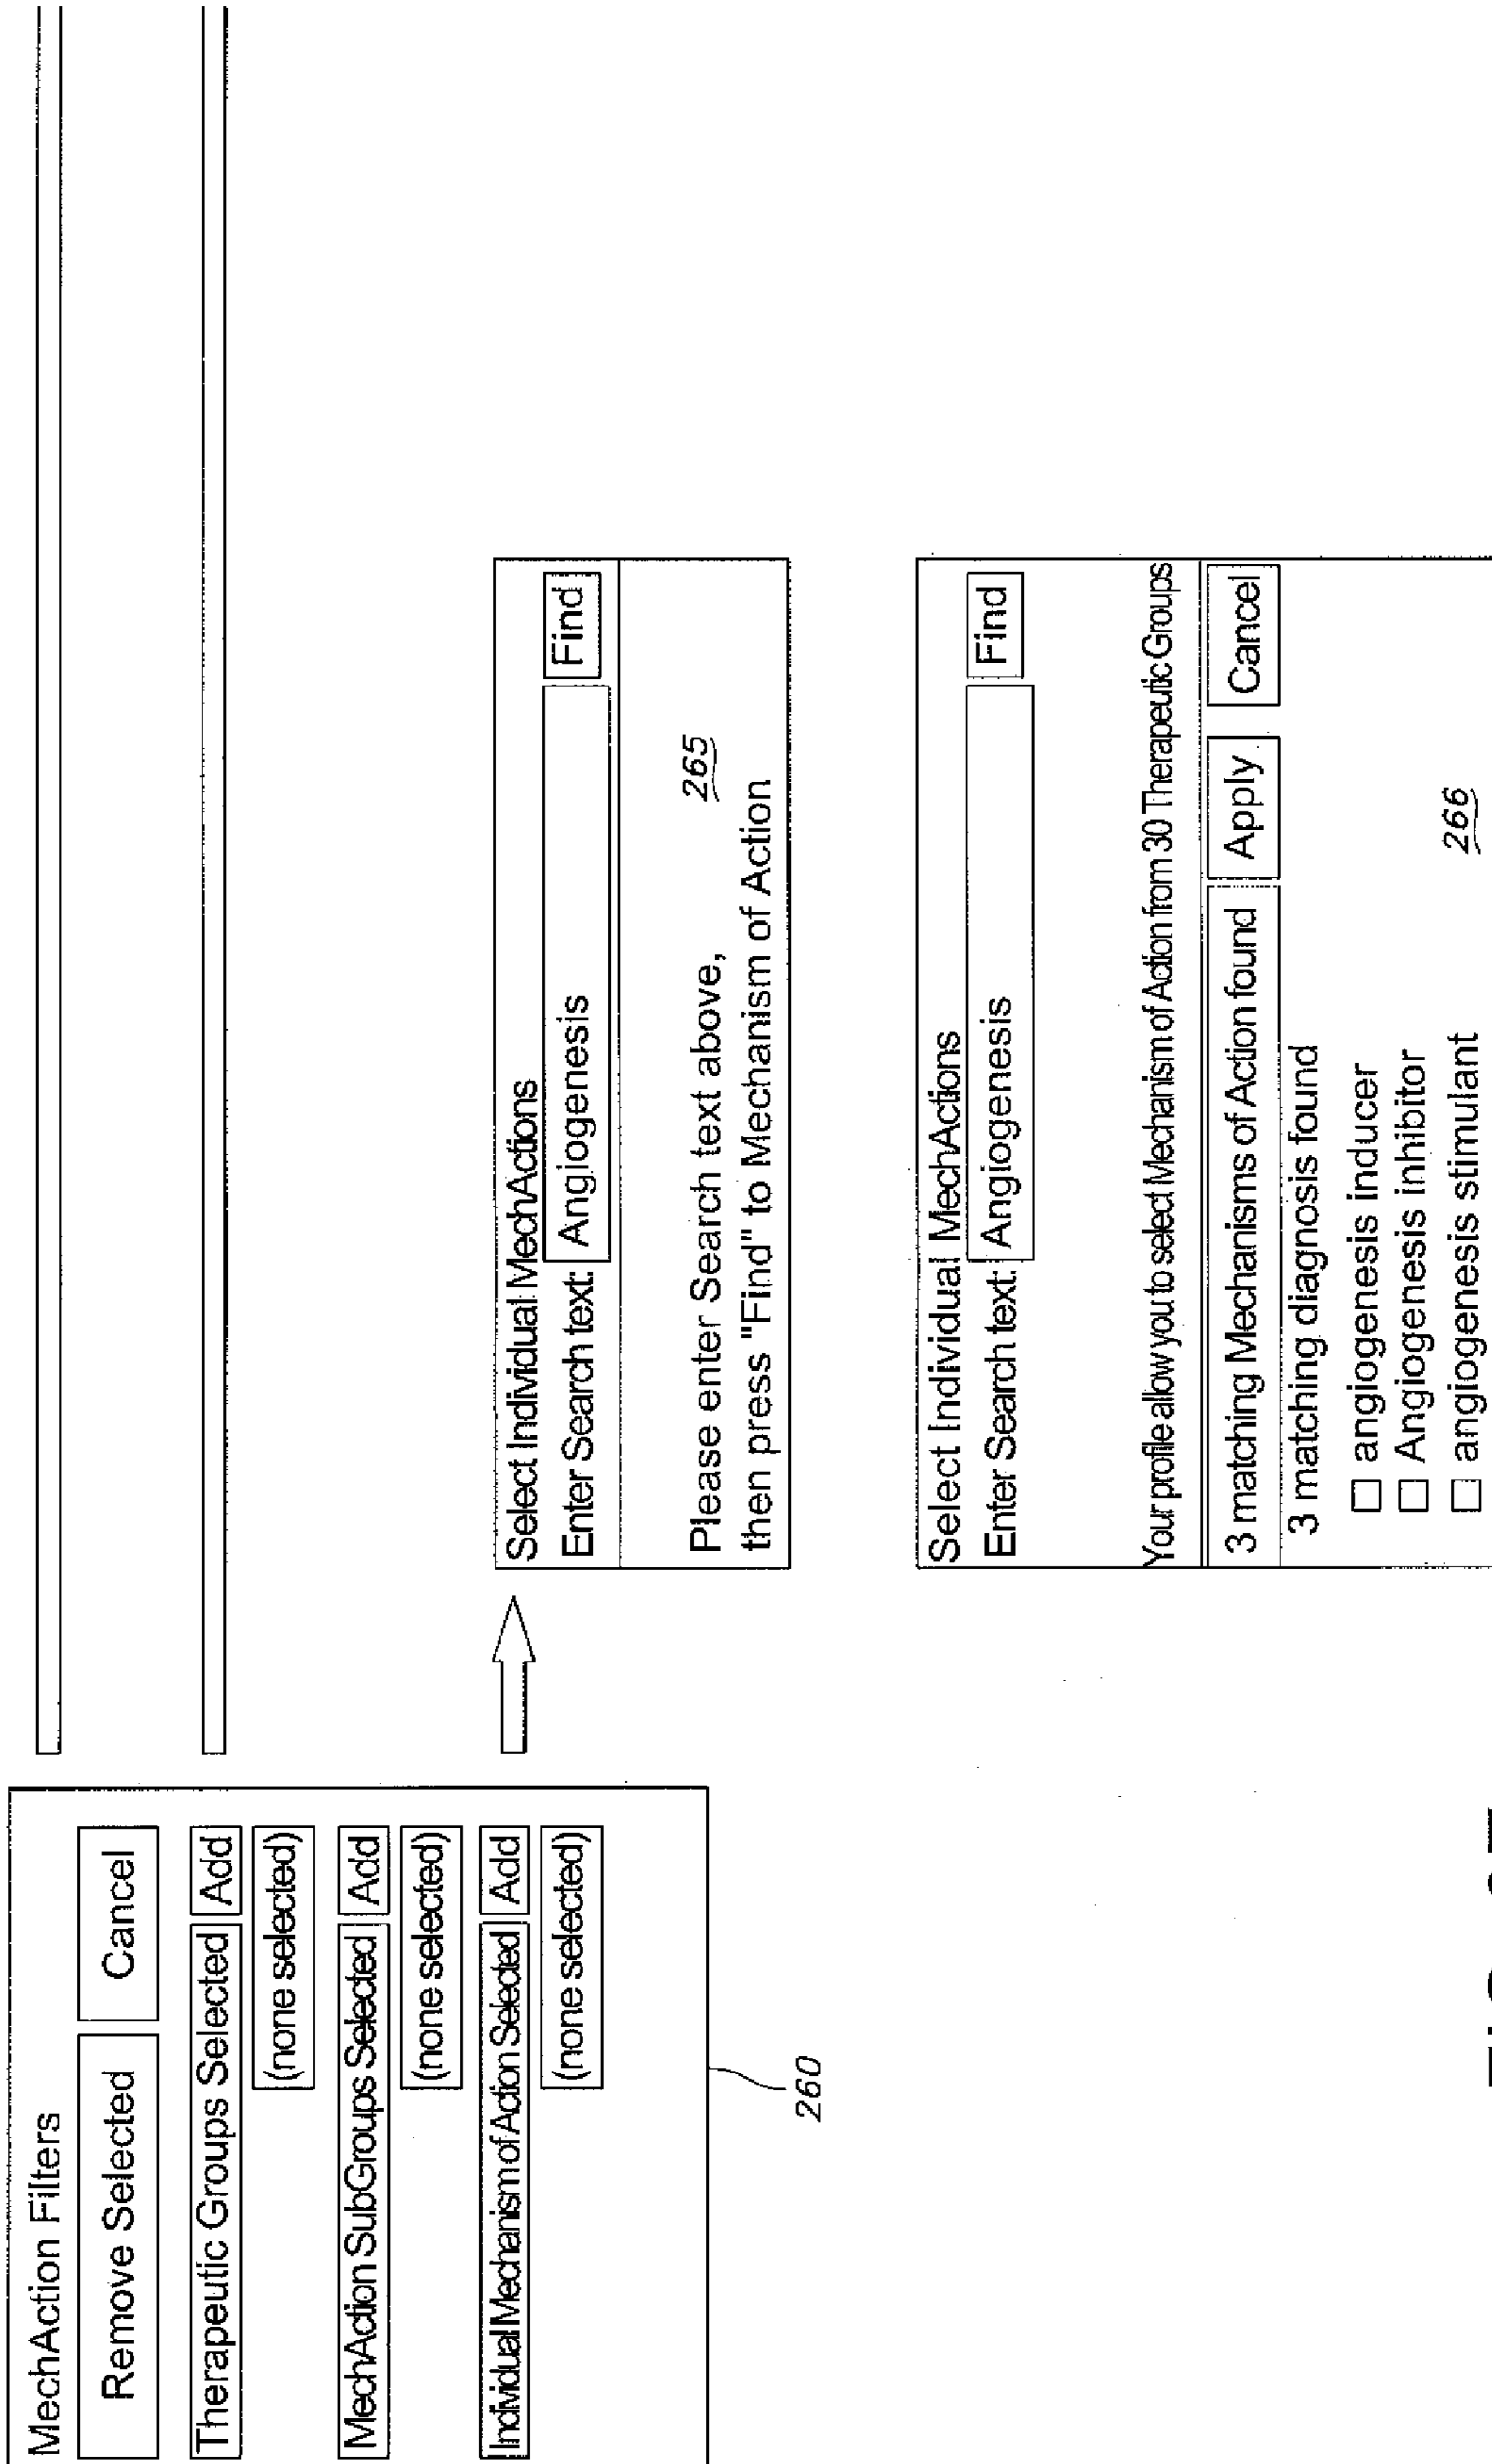 MechAction Filters
Remove Selected Cancel
Therapeutic Groups Selected Add
(none selected)
MechAction SubGroups Selected Add
(none selected)
Individual Mechanism of Action Selected Add
(none selected)
260
Select Individual MechActions
Enter Search text: Angiogenesis Find
265
Please enter Search text above,
then press "Find" to Mechanism of Action
Select Individual MechActions
Enter Search text: Angiogenesis Find
Your profile allow you to select Mechanism of Action from 30 Therapeutic Groups
3 matching Mechanisms of Action found Apply Cancel
3 matching diagnosis found
angiogenesis inducer
Angiogenesis inhibitor
angiogenesis stimulant
266